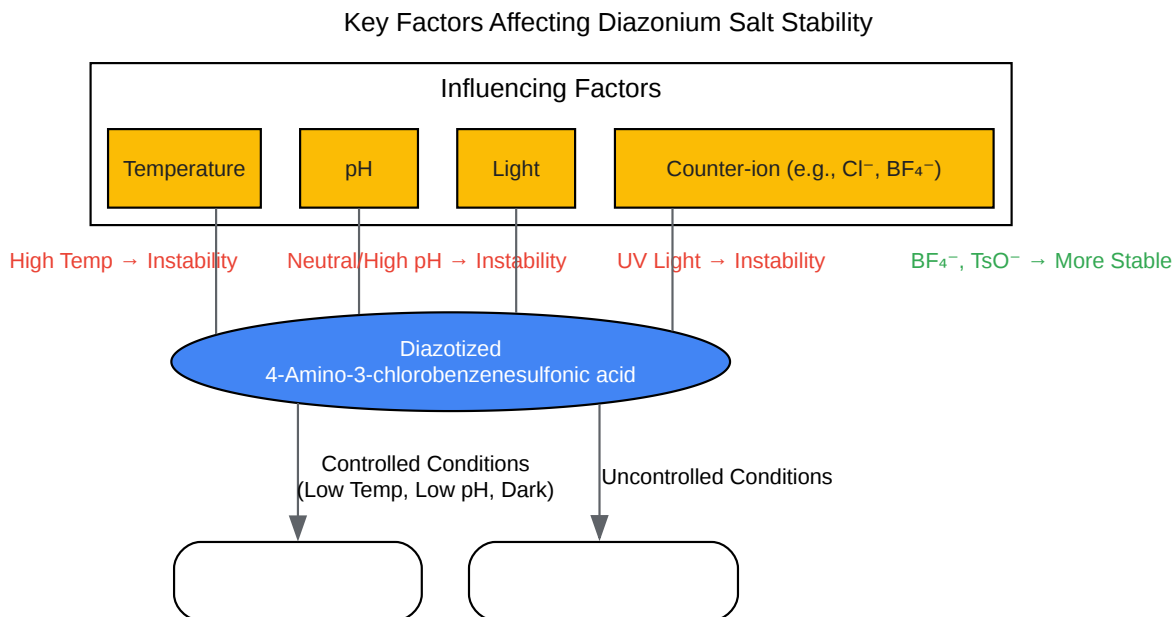 Key Factors Affecting Diazonium Salt Stability
Influencing Factors
Temperature
pH
Light
Counter-ion (e.g., Cl⁻, BF₄⁻)
High Temp → Instability
Neutral/High pH → Instability
UV Light → Instability
BF₄⁻, TsO⁻ → More Stable
Diazotized
4-Amino-3-chlorobenzenesulfonic acid
Controlled Conditions
(Low Temp, Low pH, Dark)
Uncontrolled Conditions